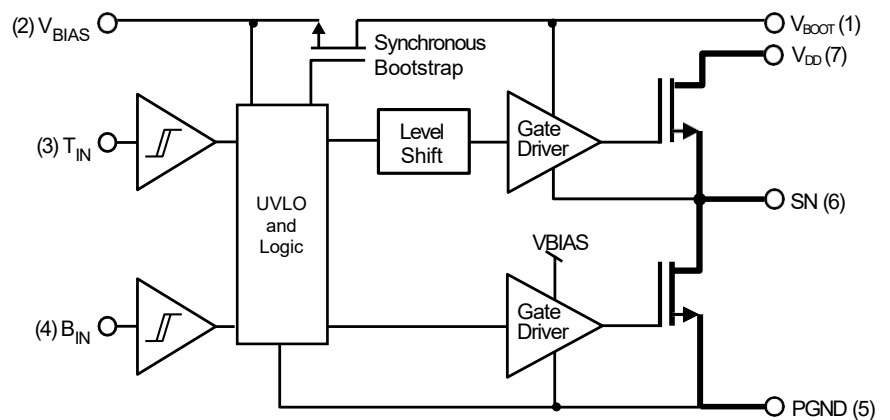 (2) VBIAS
VBOOT (1)
Synchronous
Bootstrap
VDD (7)
(3) TIN
Level
Shift
Gate
Driver
UVLO
and
Logic
SN (6)
VBIAS
(4) BIN
Gate
Driver
PGND (5)